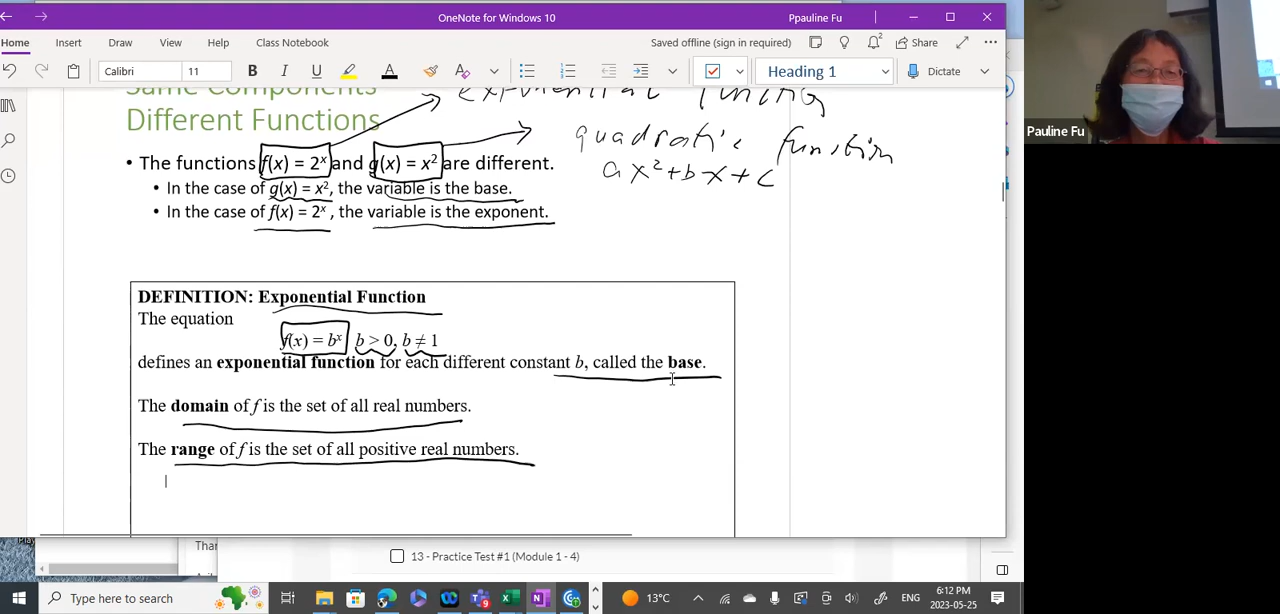 OneNote for Windows 10
Ppauline Fu
Home Insert Draw View Help Class Notebook
Saved offline (sign in required)
Share
Calibri 11 B I U A Heading 1 Dictate
Same Components
exponential
Different Functions
quadratic function
• The functions f(x) = 2ˣ and g(x) = x² are different.
ax²+bx+c
• In the case of g(x) = x², the variable is the base.
• In the case of f(x) = 2ˣ , the variable is the exponent.
DEFINITION: Exponential Function
The equation
f(x) = bˣ b > 0, b ≠ 1
defines an exponential function for each different constant b, called the base.
The domain of f is the set of all real numbers.
The range of f is the set of all positive real numbers.
13 - Practice Test #1 (Module 1 - 4)
Type here to search
13°C
ENG
6:12 PM
2023-05-25
Pauline Fu